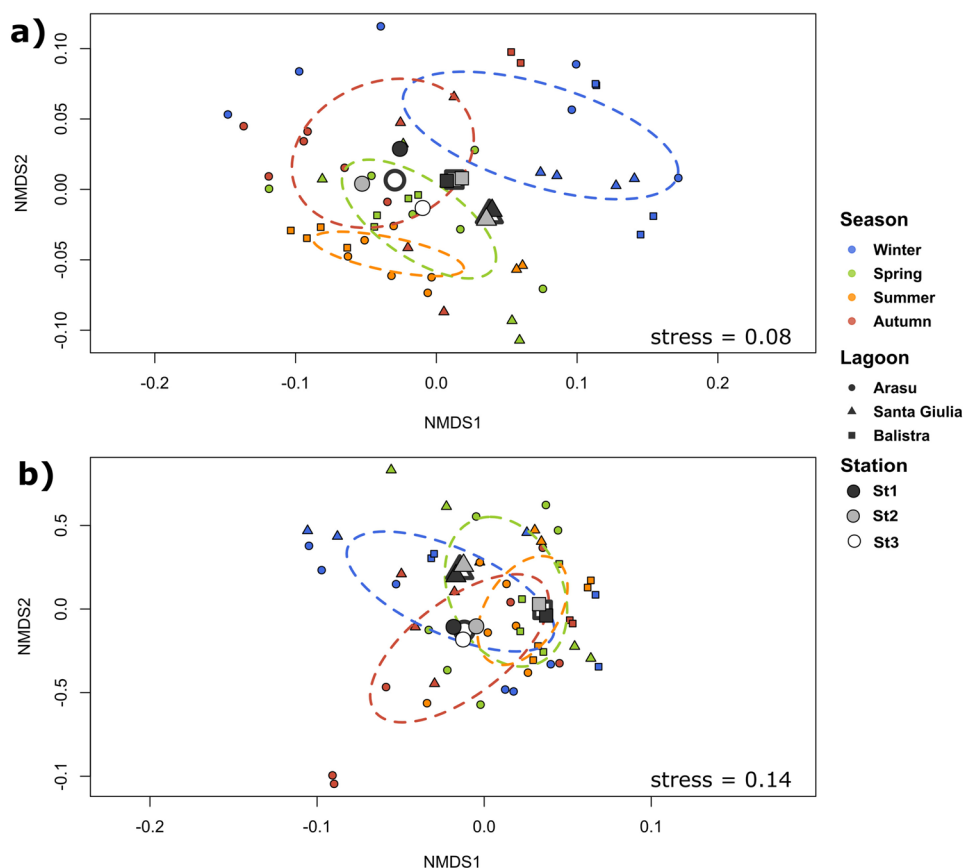 a)
0.10
0.05
0.00
-0.05
-0.10
NMDS2
stress = 0.08
-0.2
-0.1
0.0
0.1
0.2
NMDS1
Season
Winter
Spring
Summer
Autumn
Lagoon
Arasu
Santa Giulia
Balistra
Station
St1
St2
St3
b)
0.5
0.0
-0.5
-0.1
NMDS2
stress = 0.14
-0.2
-0.1
0.0
0.1
NMDS1